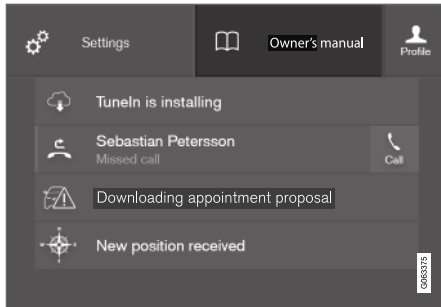 Settings
Owner's manual
Profile
TuneIn is installing
Sebastian Petersson
Missed call
Call
Downloading appointment proposal
New position received
G063375